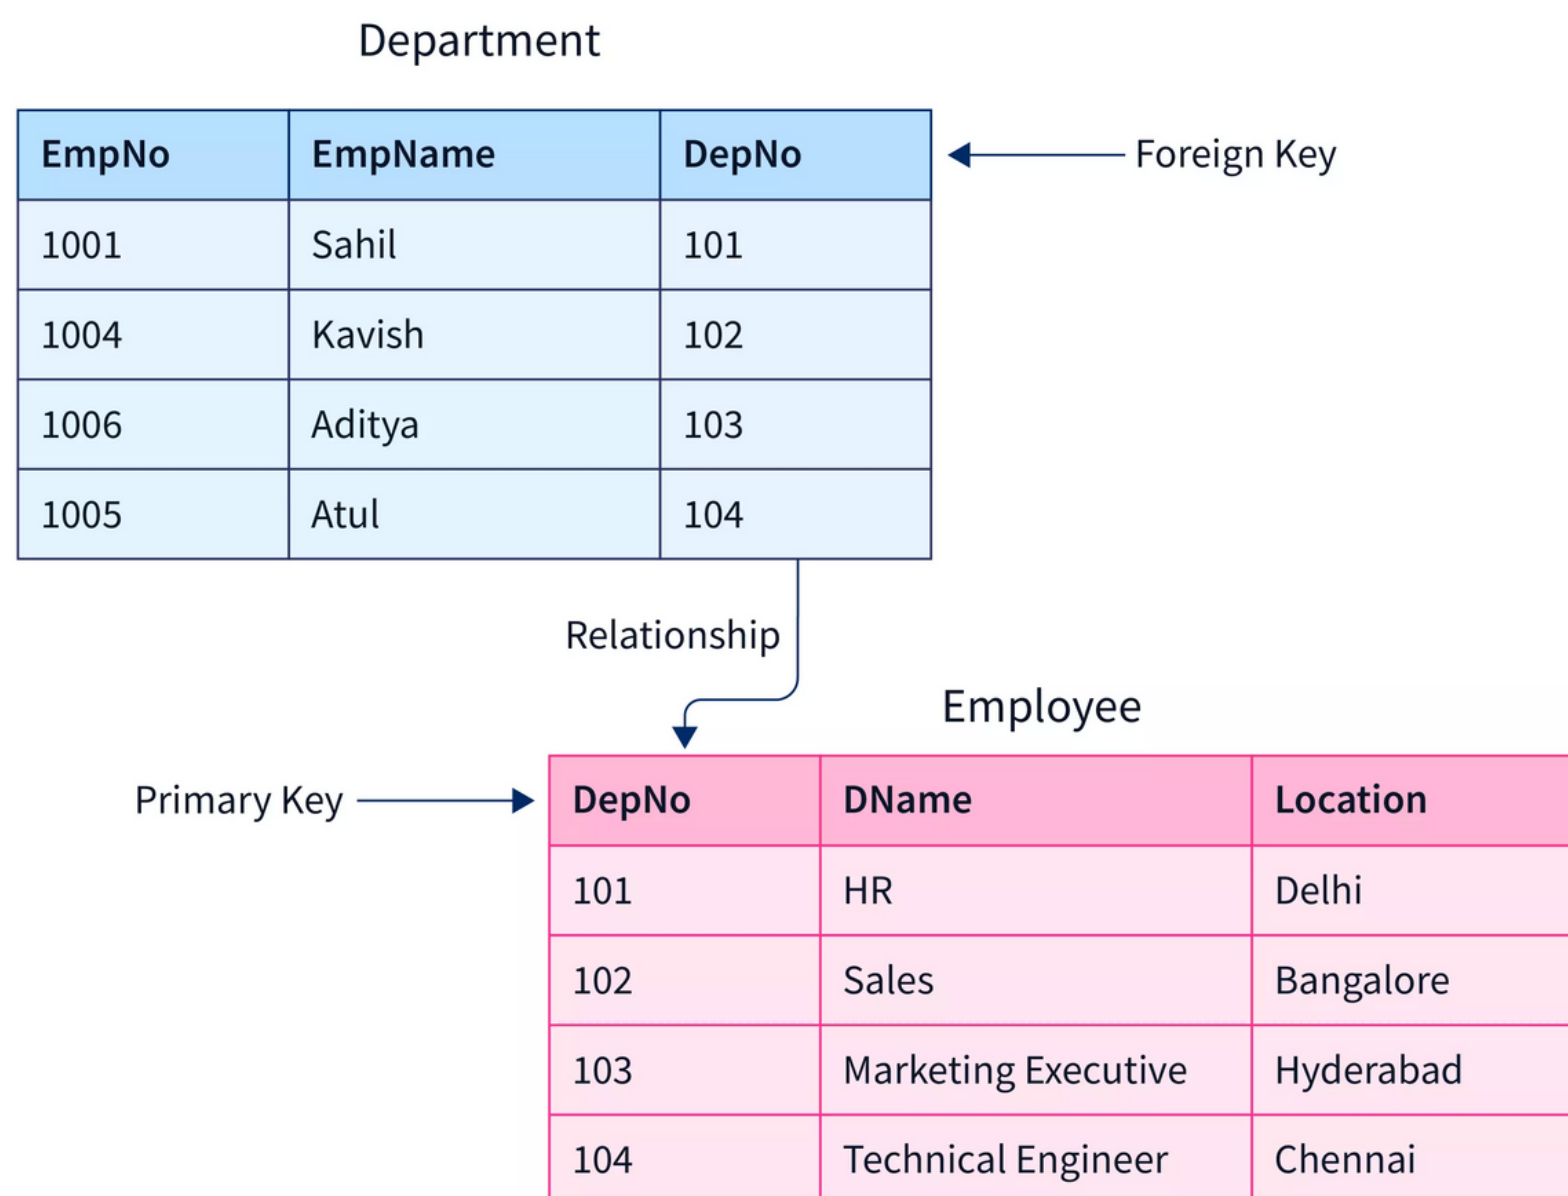 Department
EmpNo EmpName DepNo
Foreign Key
1001 Sahil 101
1004 Kavish 102
1006 Aditya 103
1005 Atul 104
Relationship
Employee
Primary Key
DepNo DName Location
101 HR Delhi
102 Sales Bangalore
103 Marketing Executive Hyderabad
104 Technical Engineer Chennai